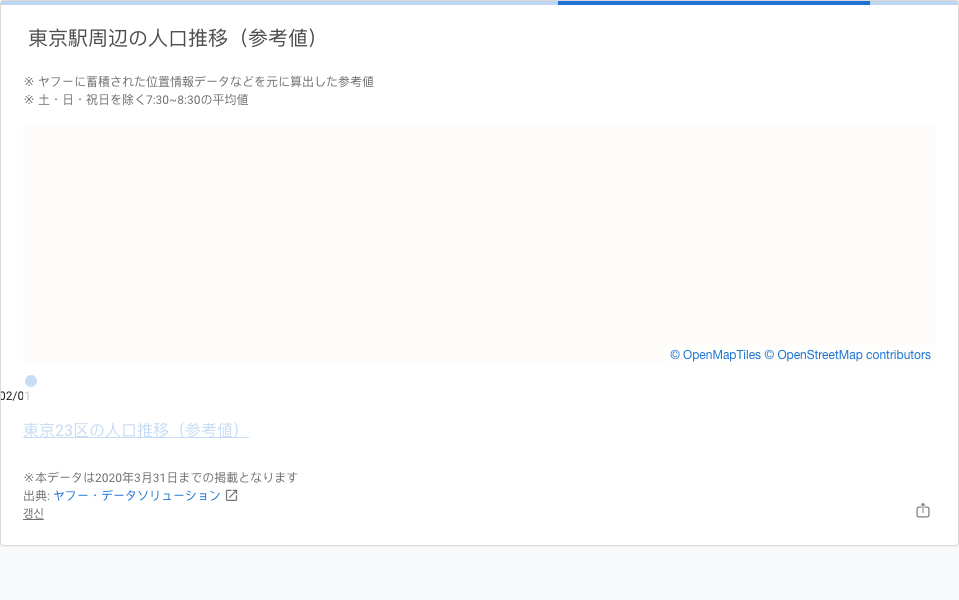 東京駅周辺の人口推移（参考値）
※ ヤフーに蓄積された位置情報データなどを元に算出した参考値
※ 土・日・祝日を除く7:30~8:30の平均値
© OpenMapTiles © OpenStreetMap contributors
02/01
東京23区の人口推移（参考値）
※本データは2020年3月31日までの掲載となります
出典: ヤフー・データソリューション
갱신